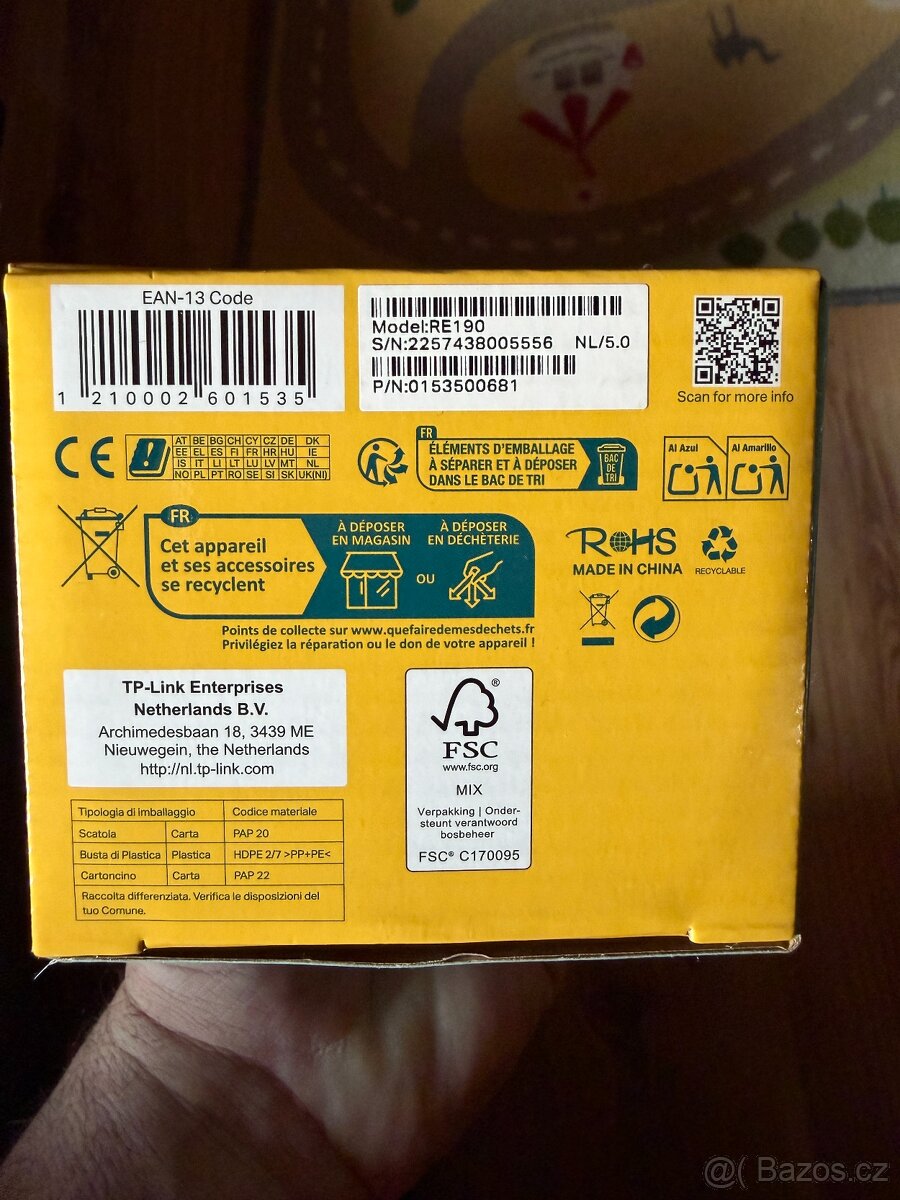 EAN-13 Code
1 210002 601535
Model:RE190
S/N:2257438005556 NL/5.0
P/N:0153500681
Scan for more info
CE
AT BE BG CH CY CZ DE DK
EE EL ES FI FR HR HU IE
IS IT LI LT LU LV MT NL
NO PL PT RO SE SI SK UK(NI)
FR
ÉLÉMENTS D'EMBALLAGE
À SÉPARER ET À DÉPOSER
DANS LE BAC DE TRI
BAC
DE
TRI
Al Azul
Al Amarillo
FR
Cet appareil
et ses accessoires
se recyclent
À DÉPOSER
EN MAGASIN
OU
À DÉPOSER
EN DÉCHÈTERIE
Points de collecte sur www.quefairedemesdechets.fr
Privilégiez la réparation ou le don de votre appareil !
RoHS
MADE IN CHINA
RECYCLABLE
TP-Link Enterprises
Netherlands B.V.
Archimedesbaan 18, 3439 ME
Nieuwegein, the Netherlands
http://nl.tp-link.com
FSC
®
www.fsc.org
MIX
Verpakking | Onder-
steunt verantwoord
bosbeheer
FSC® C170095
Tipologia di imballaggio Codice materiale
Scatola Carta PAP 20
Busta di Plastica Plastica HDPE 2/7 >PP+PE<
Cartoncino Carta PAP 22
Raccolta differenziata. Verifica le disposizioni del
tuo Comune.
@( Bazos.cz